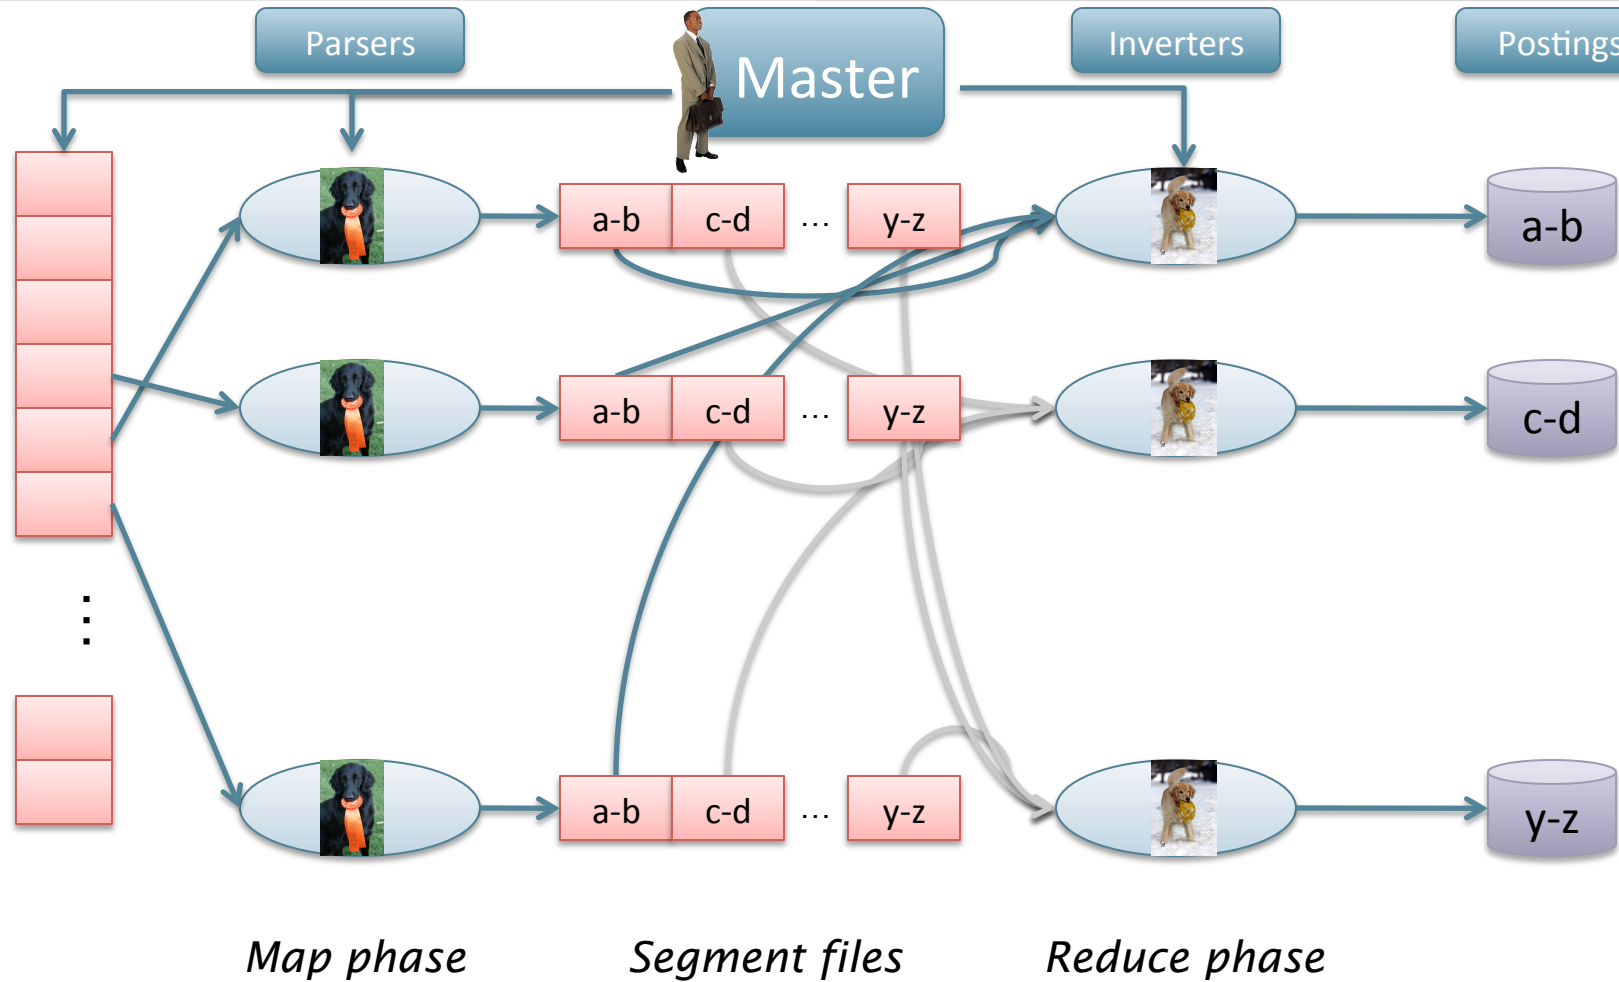 Parsers
Master
Inverters
Postings
a-b c-d ... y-z
a-b
a-b c-d ... y-z
c-d
a-b c-d ... y-z
y-z
Map phase
Segment files
Reduce phase